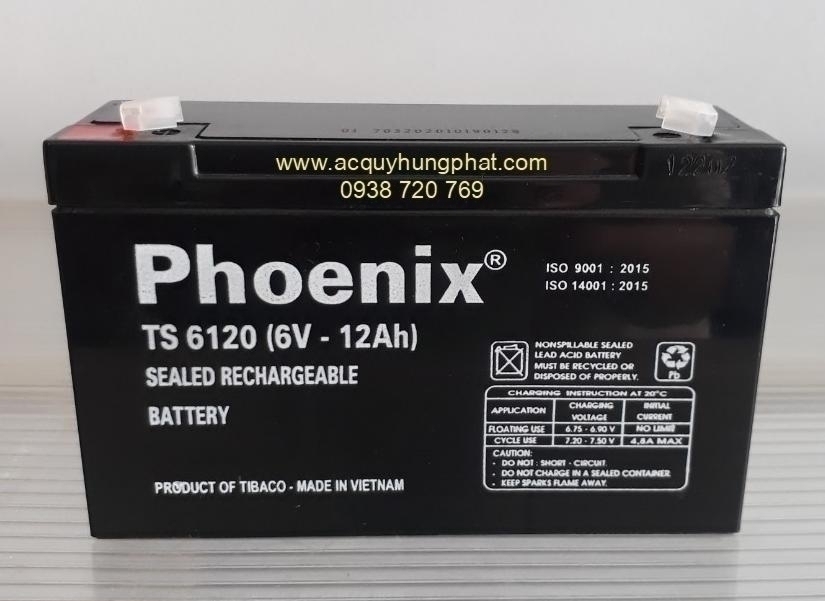 www.acquyhungphat.com
0938 720 769
Phoenix®
TS 6120 (6V - 12Ah)
SEALED RECHARGEABLE
BATTERY
PRODUCT OF TIBACO - MADE IN VIETNAM
ISO 9001 : 2015
ISO 14001 : 2015
NONSPILLABLE SEALED
LEAD ACID BATTERY
MUST BE RECYCLED OR
DISPOSED OF PROPERLY.
Pb
CHARGING INSTRUCTION AT 20°C
APPLICATION CHARGING VOLTAGE INITIAL CURRENT
FLOATING USE 6.75 - 6.90 V NO LIMIT
CYCLE USE 7.20 - 7.50 V 4,8A MAX
CAUTION:
• DO NOT : SHORT - CIRCUIT.
• DO NOT CHARGE IN A SEALED CONTAINER.
• KEEP SPARKS FLAME AWAY.